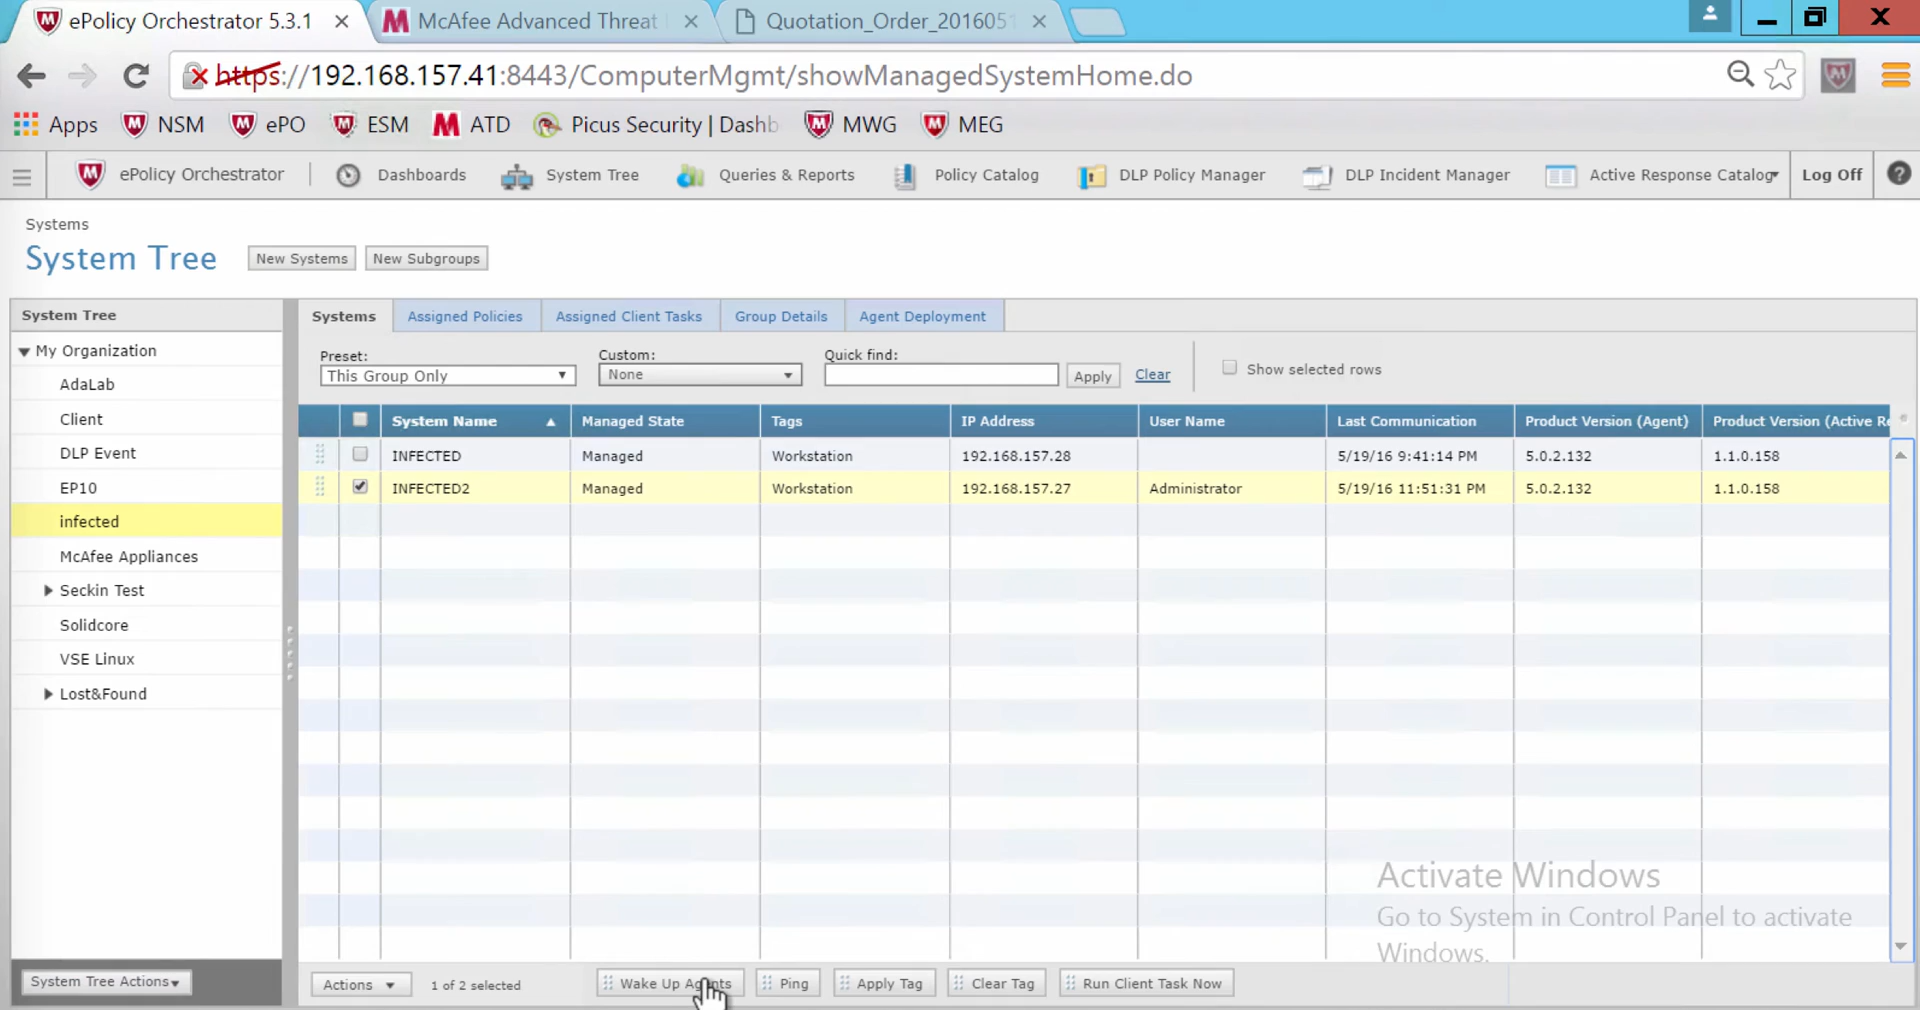 ePolicy Orchestrator 5.3.1
McAfee Advanced Threat
Quotation_Order_201605
https://192.168.157.41:8443/ComputerMgmt/showManagedSystemHome.do
Apps NSM ePO ESM ATD Picus Security | Dashb MWG MEG
ePolicy Orchestrator Dashboards System Tree Queries & Reports Policy Catalog DLP Policy Manager DLP Incident Manager Active Response Catalog Log Off ?
Systems
System Tree New Systems New Subgroups
System Tree
My Organization
AdaLab
Client
DLP Event
EP10
infected
McAfee Appliances
Seckin Test
Solidcore
VSE Linux
Lost&Found
System Tree Actions
Systems Assigned Policies Assigned Client Tasks Group Details Agent Deployment
Preset: Custom: Quick find:
This Group Only None Apply Clear Show selected rows
System Name Managed State Tags IP Address User Name Last Communication Product Version (Agent) Product Version (Active Re
INFECTED Managed Workstation 192.168.157.28 5/19/16 9:41:14 PM 5.0.2.132 1.1.0.158
INFECTED2 Managed Workstation 192.168.157.27 Administrator 5/19/16 11:51:31 PM 5.0.2.132 1.1.0.158
Activate Windows
Go to System in Control Panel to activate
Windows.
Actions 1 of 2 selected Wake Up Agents Ping Apply Tag Clear Tag Run Client Task Now